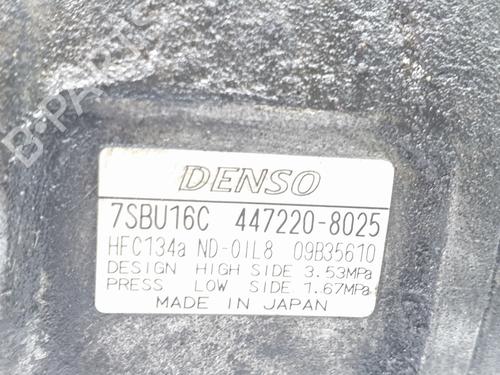 B-PARTS
DENSO
7SBU16C 447220-8025
HFC134a ND-OIL8 09B35610
DESIGN HIGH SIDE 3.53MPa
PRESS LOW SIDE 1.67MPa
MADE IN JAPAN